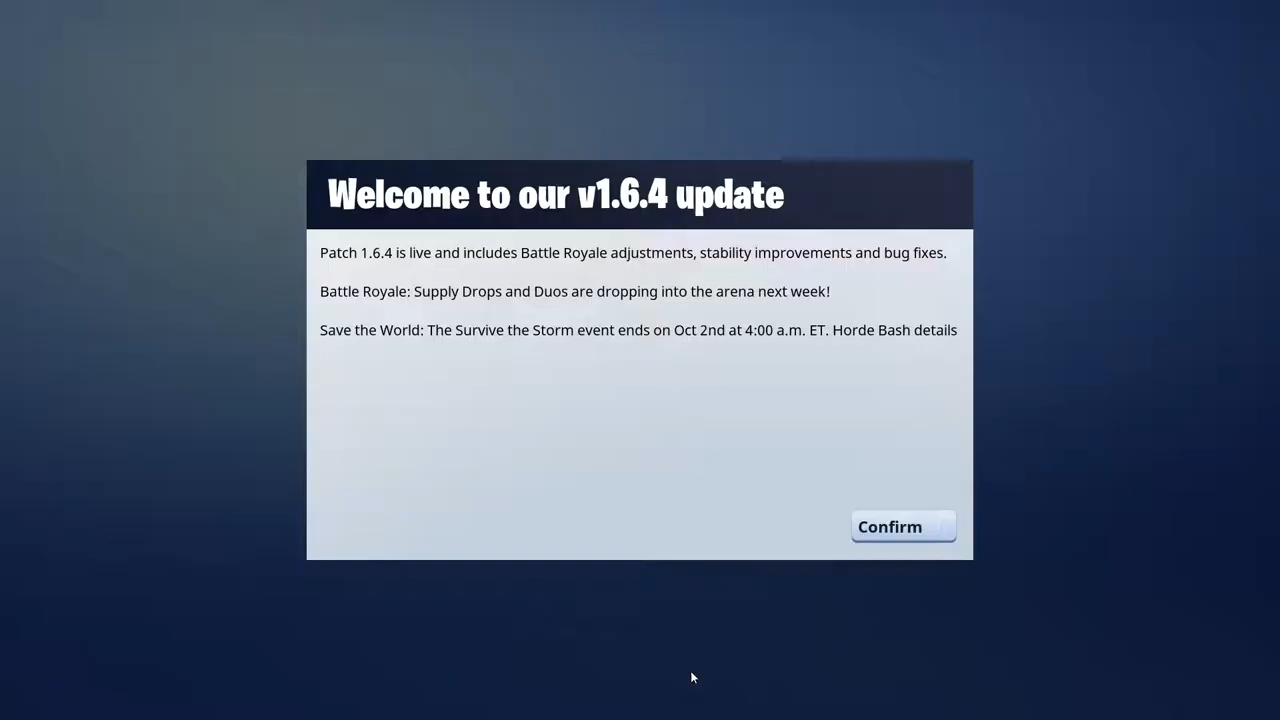 Welcome to our v1.6.4 update
Patch 1.6.4 is live and includes Battle Royale adjustments, stability improvements and bug fixes.
Battle Royale: Supply Drops and Duos are dropping into the arena next week!
Save the World: The Survive the Storm event ends on Oct 2nd at 4:00 a.m. ET. Horde Bash details
Confirm